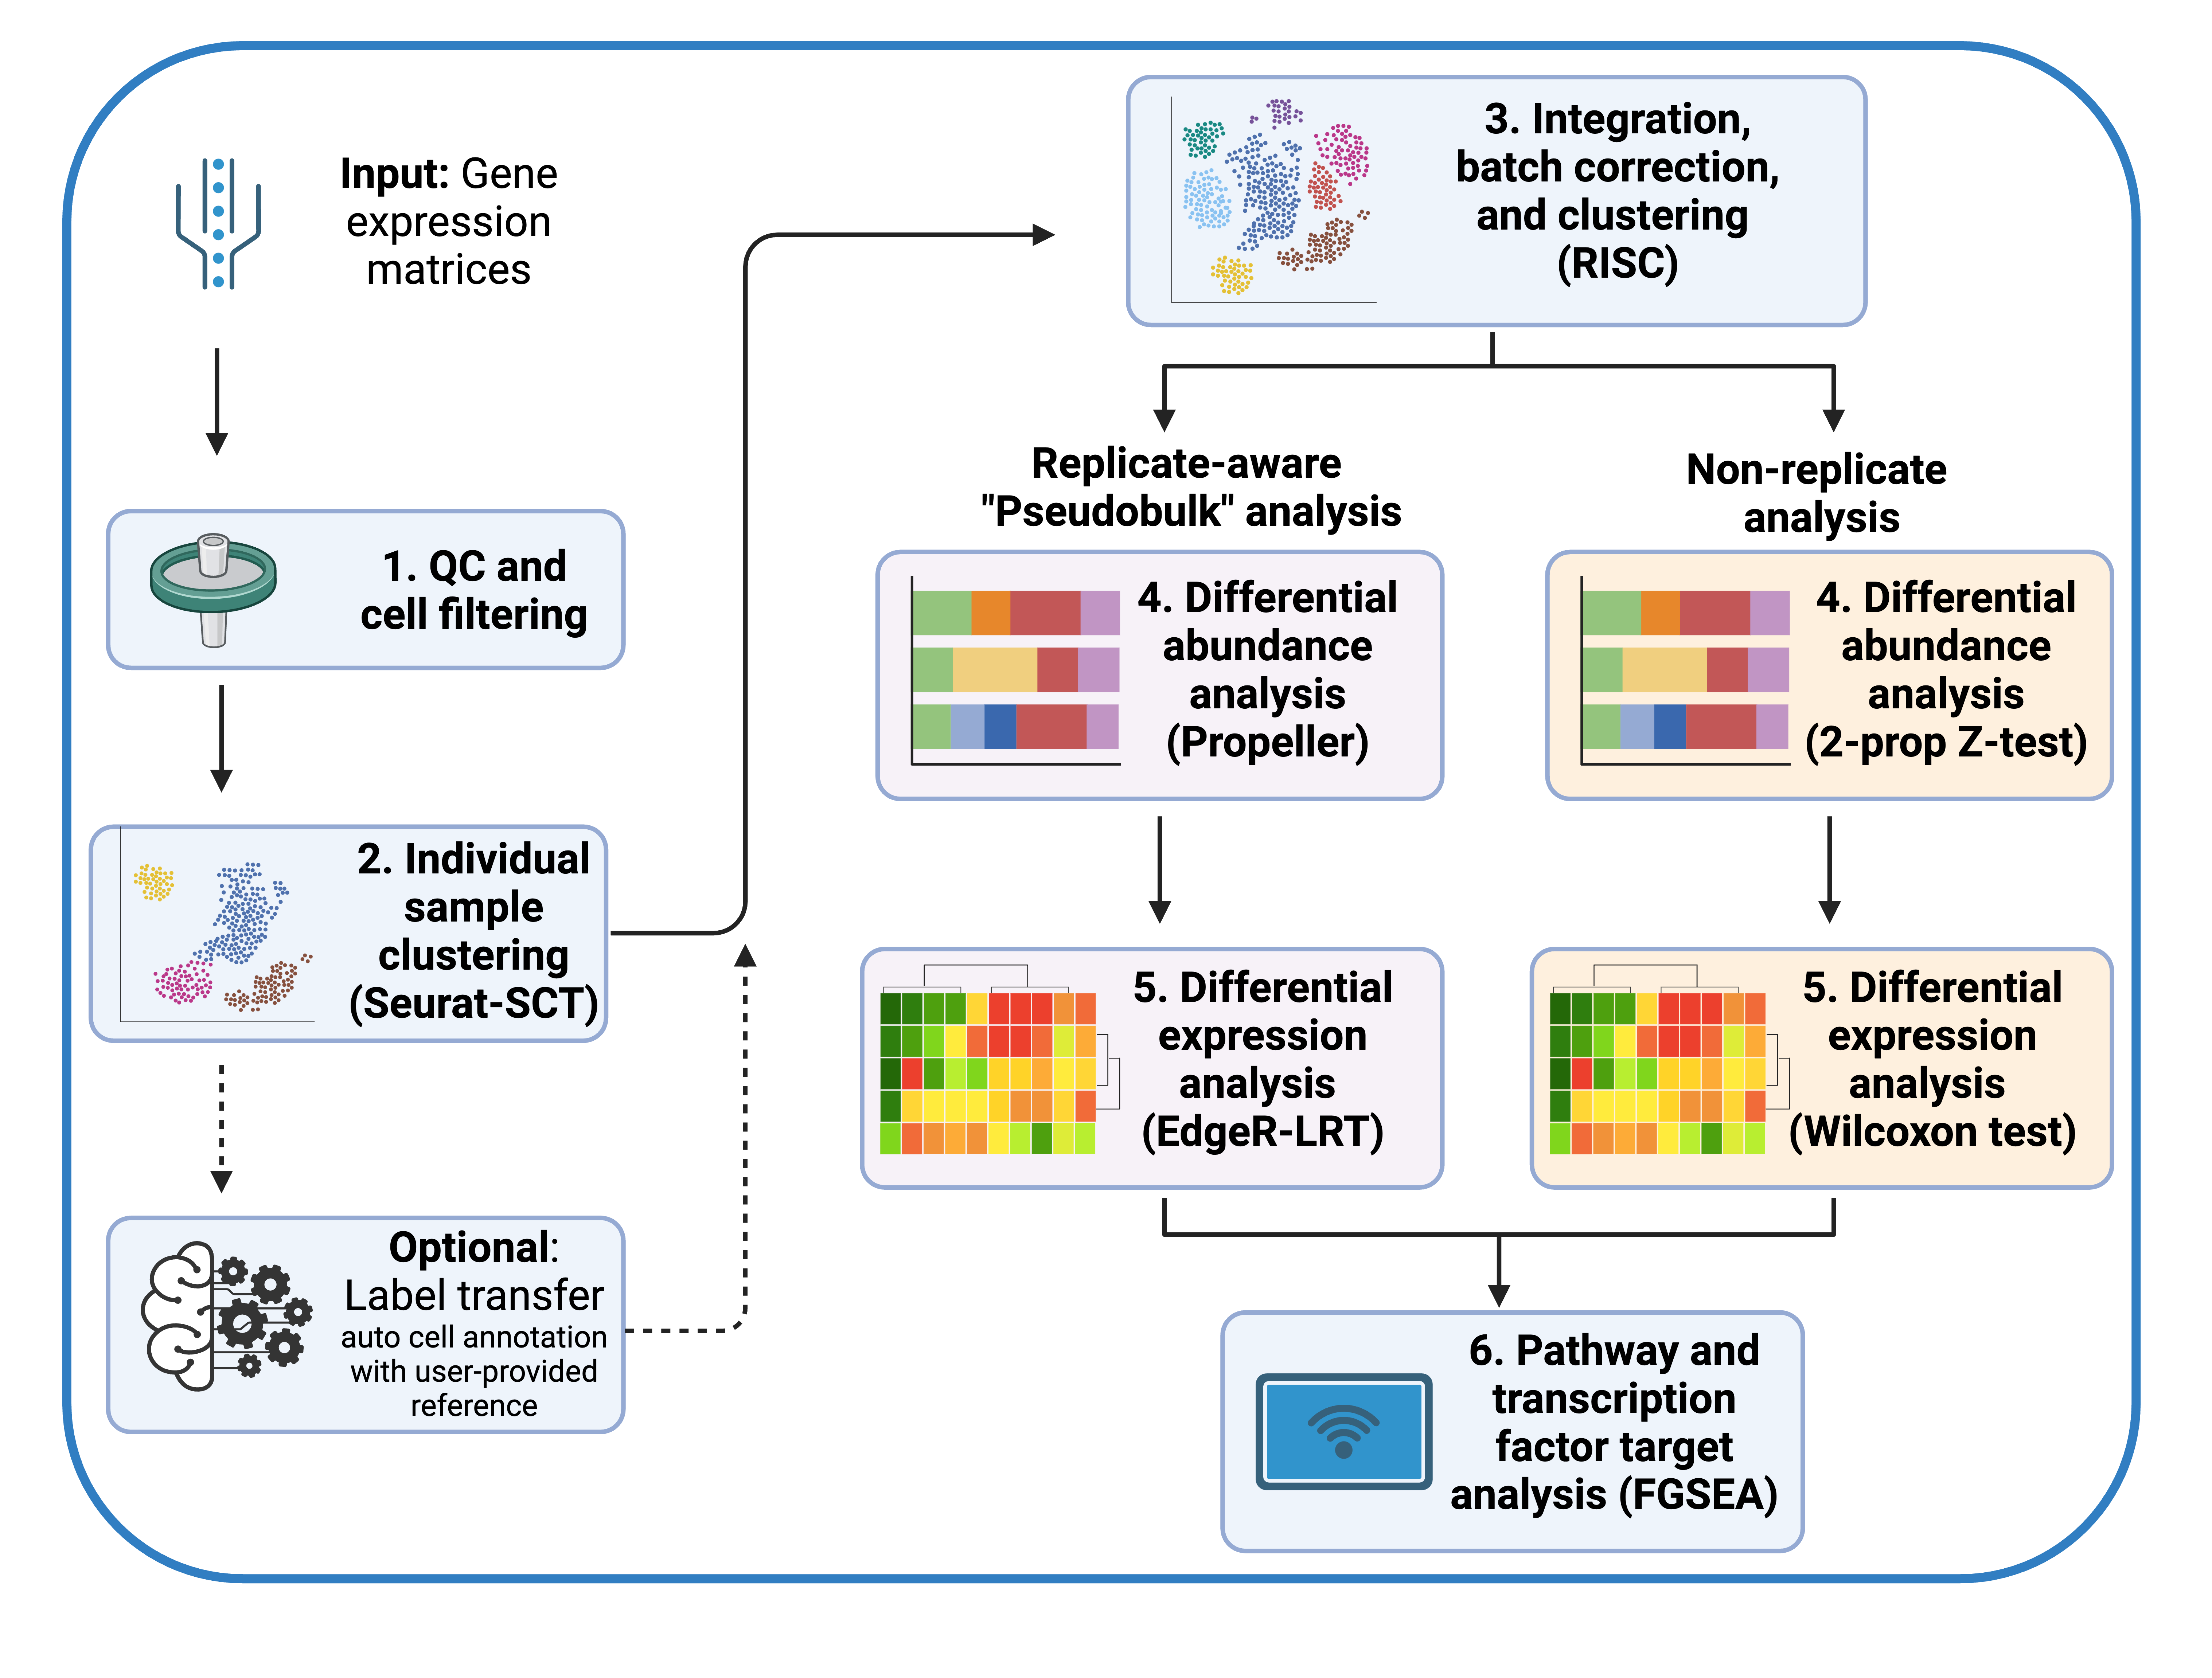 Input: Gene
expression
matrices
1. QC and
cell filtering
2. Individual
sample
clustering
(Seurat-SCT)
Optional:
Label transfer
auto cell annotation
with user-provided
reference
3. Integration,
batch correction,
and clustering
(RISC)
Replicate-aware
"Pseudobulk" analysis
4. Differential
abundance
analysis
(Propeller)
5. Differential
expression
analysis
(EdgeR-LRT)
Non-replicate
analysis
4. Differential
abundance
analysis
(2-prop Z-test)
5. Differential
expression
analysis
(Wilcoxon test)
6. Pathway and
transcription
factor target
analysis (FGSEA)